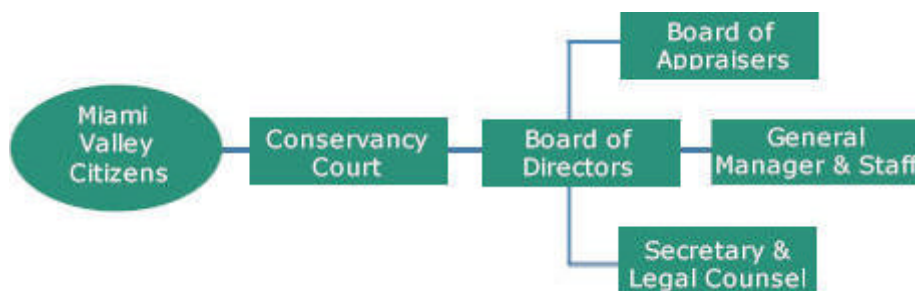 Miami
Valley
Citizens
Conservancy
Court
Board of
Directors
Board of
Appraisers
General
Manager & Staff
Secretary &
Legal Counsel